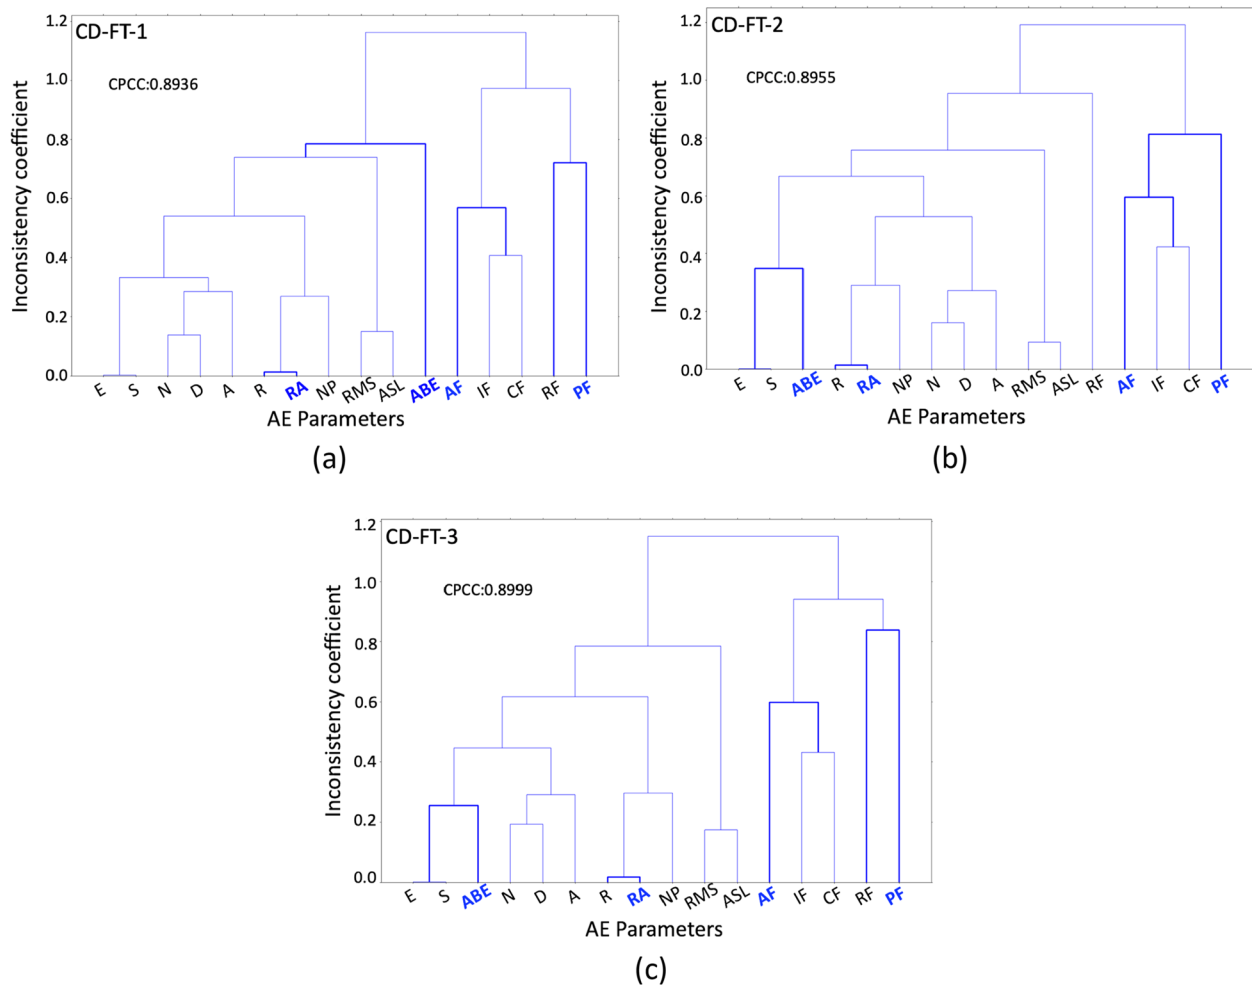 CD-FT-1
CPCC:0.8936
Inconsistency coefficient
1.2
1.0
0.8
0.6
0.4
0.2
0.0
E S N D A R RA NP RMS ASL ABE AF IF CF RF PF
AE Parameters
(a)
CD-FT-2
CPCC:0.8955
Inconsistency coefficient
1.2
1.0
0.8
0.6
0.4
0.2
0.0
E S ABE R RA NP N D A RMS ASL RF AF IF CF PF
AE Parameters
(b)
CD-FT-3
CPCC:0.8999
Inconsistency coefficient
1.2
1.0
0.8
0.6
0.4
0.2
0.0
E S ABE N D A R RA NP RMS ASL AF IF CF RF PF
AE Parameters
(c)